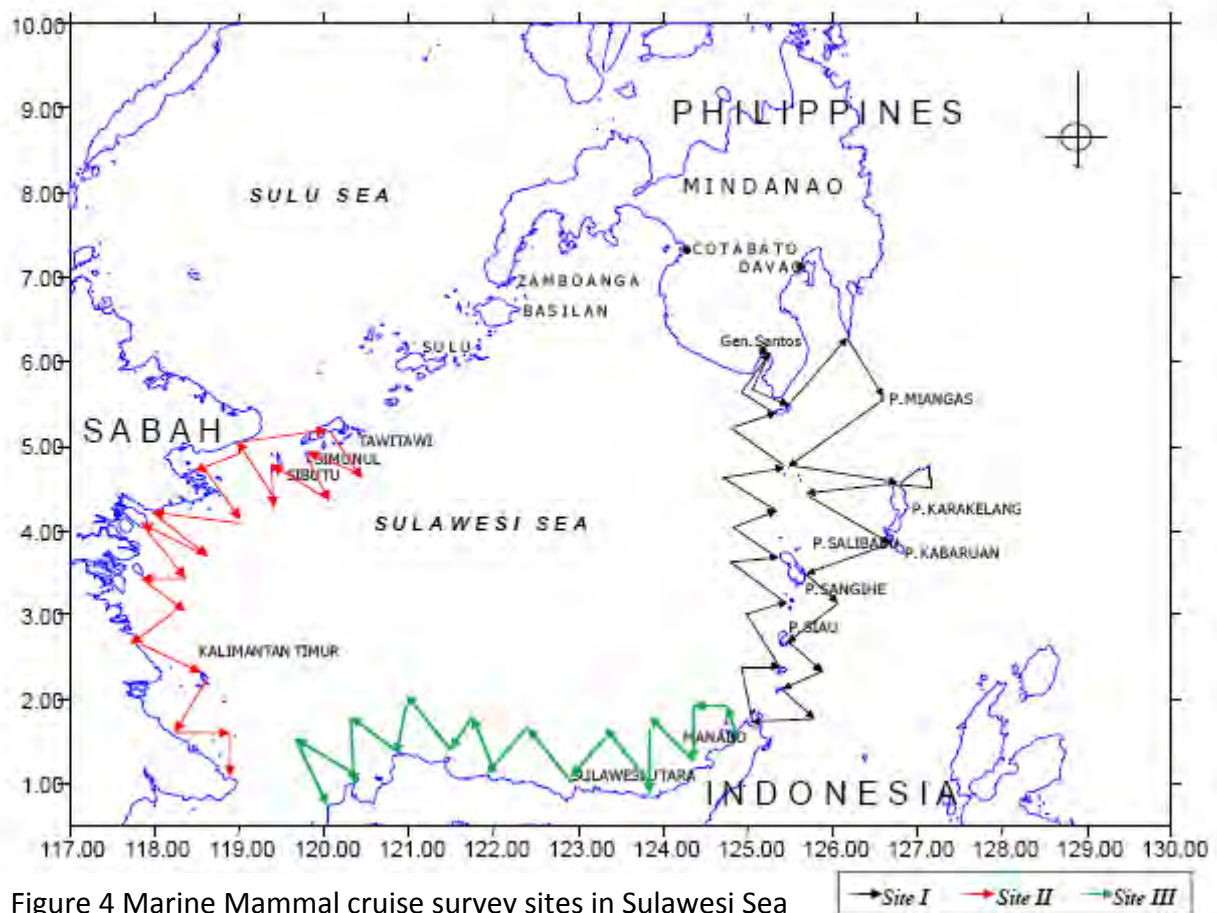 10.00
9.00
8.00
7.00
6.00
5.00
4.00
3.00
2.00
1.00
PHILIPPINES
MINDANAO
SULU SEA
COTABATO
DAVAO
ZAMBOANGA
BASILAN
Gen.Santos
SULU
P.MIANGAS
SABAH
TAWITAWI
SIMUNUL
SIBUTU
SULAWESI SEA
P.KARAKELANG
P.SALIBABU
P.KABARUAN
P.SANGIHE
P.SIAU
KALIMANTAN TIMUR
MANADO
SULAWESI UTARA
INDONESIA
117.00 118.00 119.00 120.00 121.00 122.00 123.00 124.00 125.00 126.00 127.00 128.00 129.00 130.00
Figure 4 Marine Mammal cruise survey sites in Sulawesi Sea
Site I Site II Site III